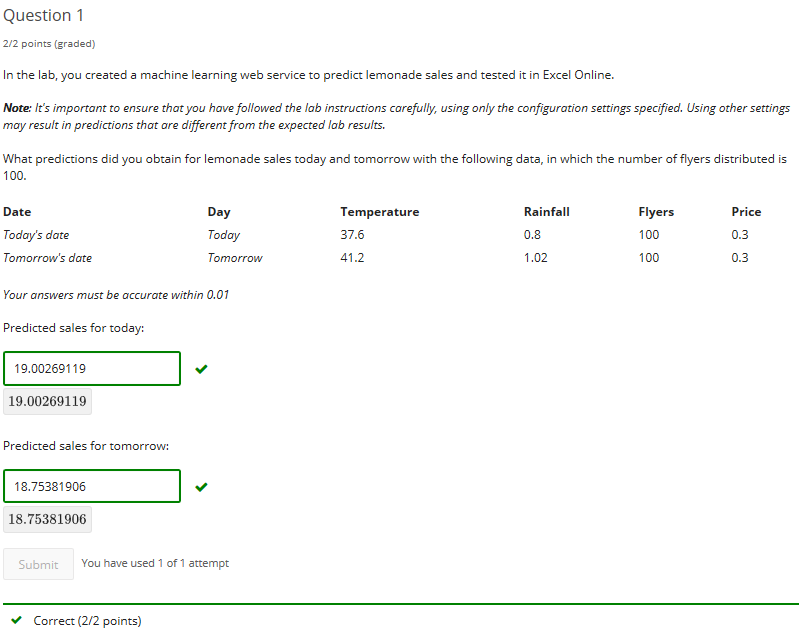 Question 1
2/2 points (graded)
In the lab, you created a machine learning web service to predict lemonade sales and tested it in Excel Online.
Note: It's important to ensure that you have followed the lab instructions carefully, using only the configuration settings specified. Using other settings
may result in predictions that are different from the expected lab results.
What predictions did you obtain for lemonade sales today and tomorrow with the following data, in which the number of flyers distributed is
100.
Date Day Temperature Rainfall Flyers Price
Today's date Today 37.6 0.8 100 0.3
Tomorrow's date Tomorrow 41.2 1.02 100 0.3
Your answers must be accurate within 0.01
Predicted sales for today:
19.00269119
19.00269119
Predicted sales for tomorrow:
18.75381906
18.75381906
Submit You have used 1 of 1 attempt
Correct (2/2 points)